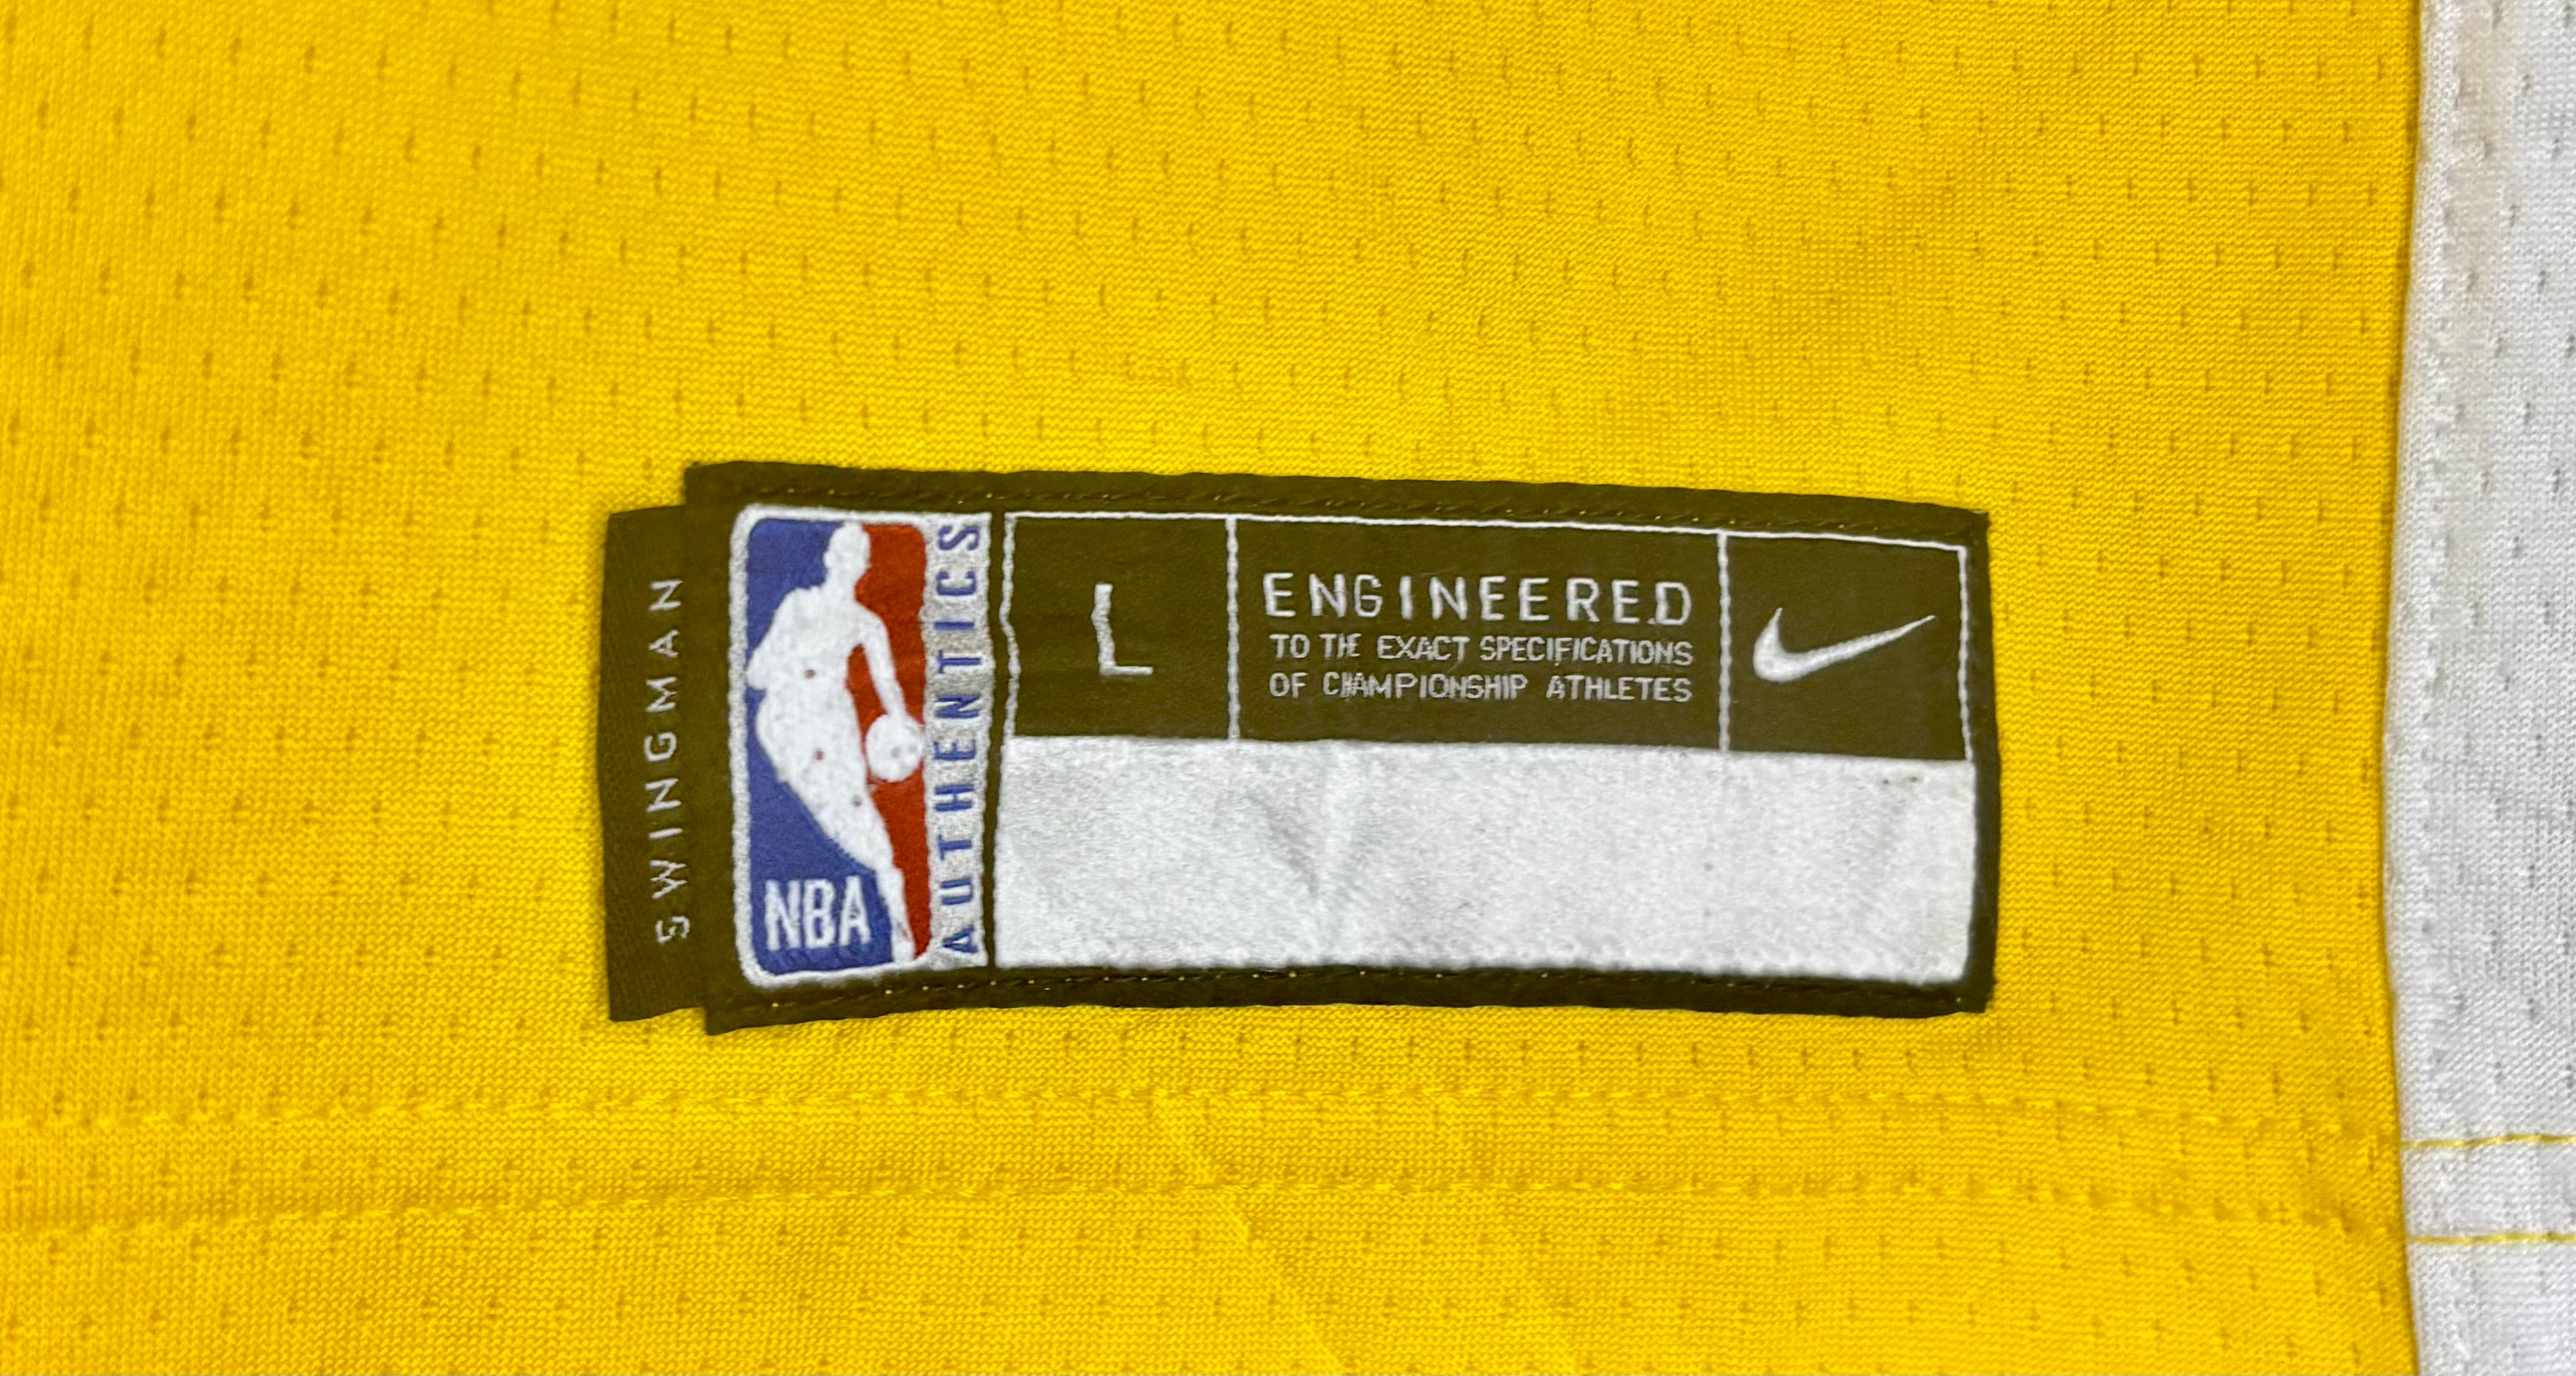 SWINGMAN
NBA
AUTHENTICS
L
ENGINEERED
TO THE EXACT SPECIFICATIONS
OF CHAMPIONSHIP ATHLETES